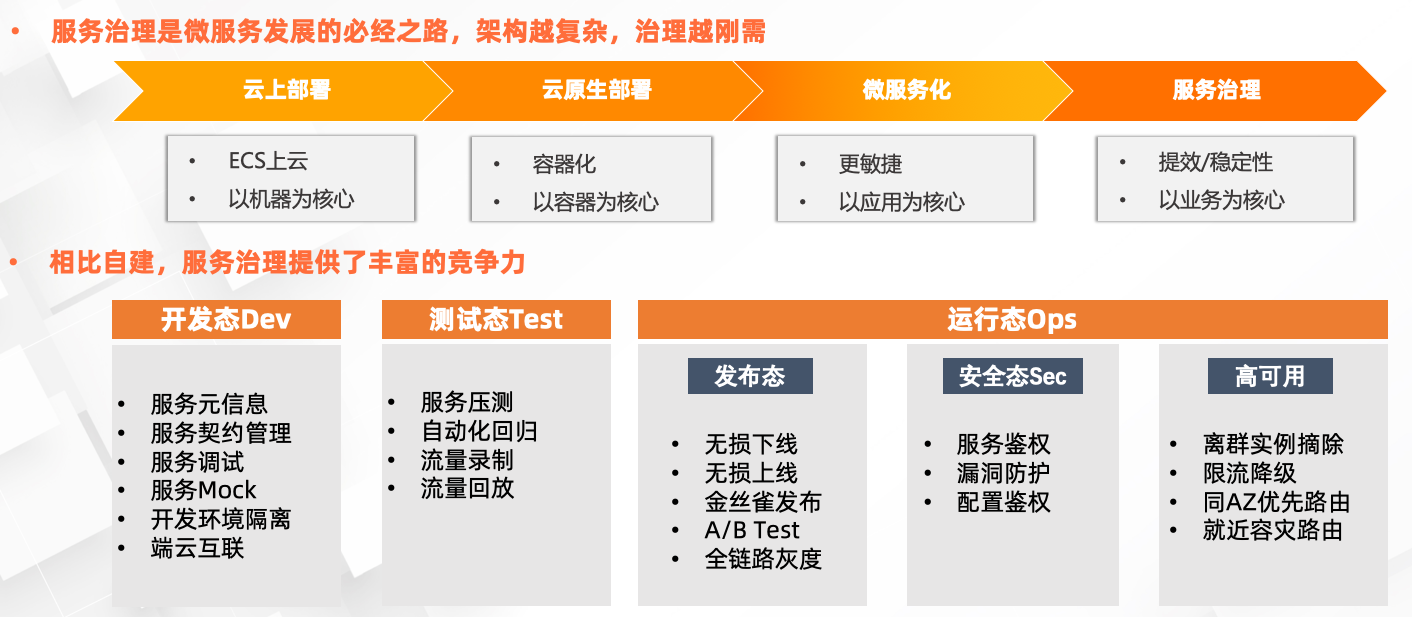 服务治理是微服务发展的必经之路，架构越复杂，治理越刚需
云上部署
云原生部署
微服务化
服务治理
ECS上云
以机器为核心
容器化
以容器为核心
更敏捷
以应用为核心
提效/稳定性
以业务为核心
相比自建，服务治理提供了丰富的竞争力
开发态Dev
服务元信息
服务契约管理
服务调试
服务Mock
开发环境隔离
端云互联
测试态Test
服务压测
自动化回归
流量录制
流量回放
运行态Ops
发布态
无损下线
无损上线
金丝雀发布
A/B Test
全链路灰度
安全态Sec
服务鉴权
漏洞防护
配置鉴权
高可用
离群实例摘除
限流降级
同AZ优先路由
就近容灾路由